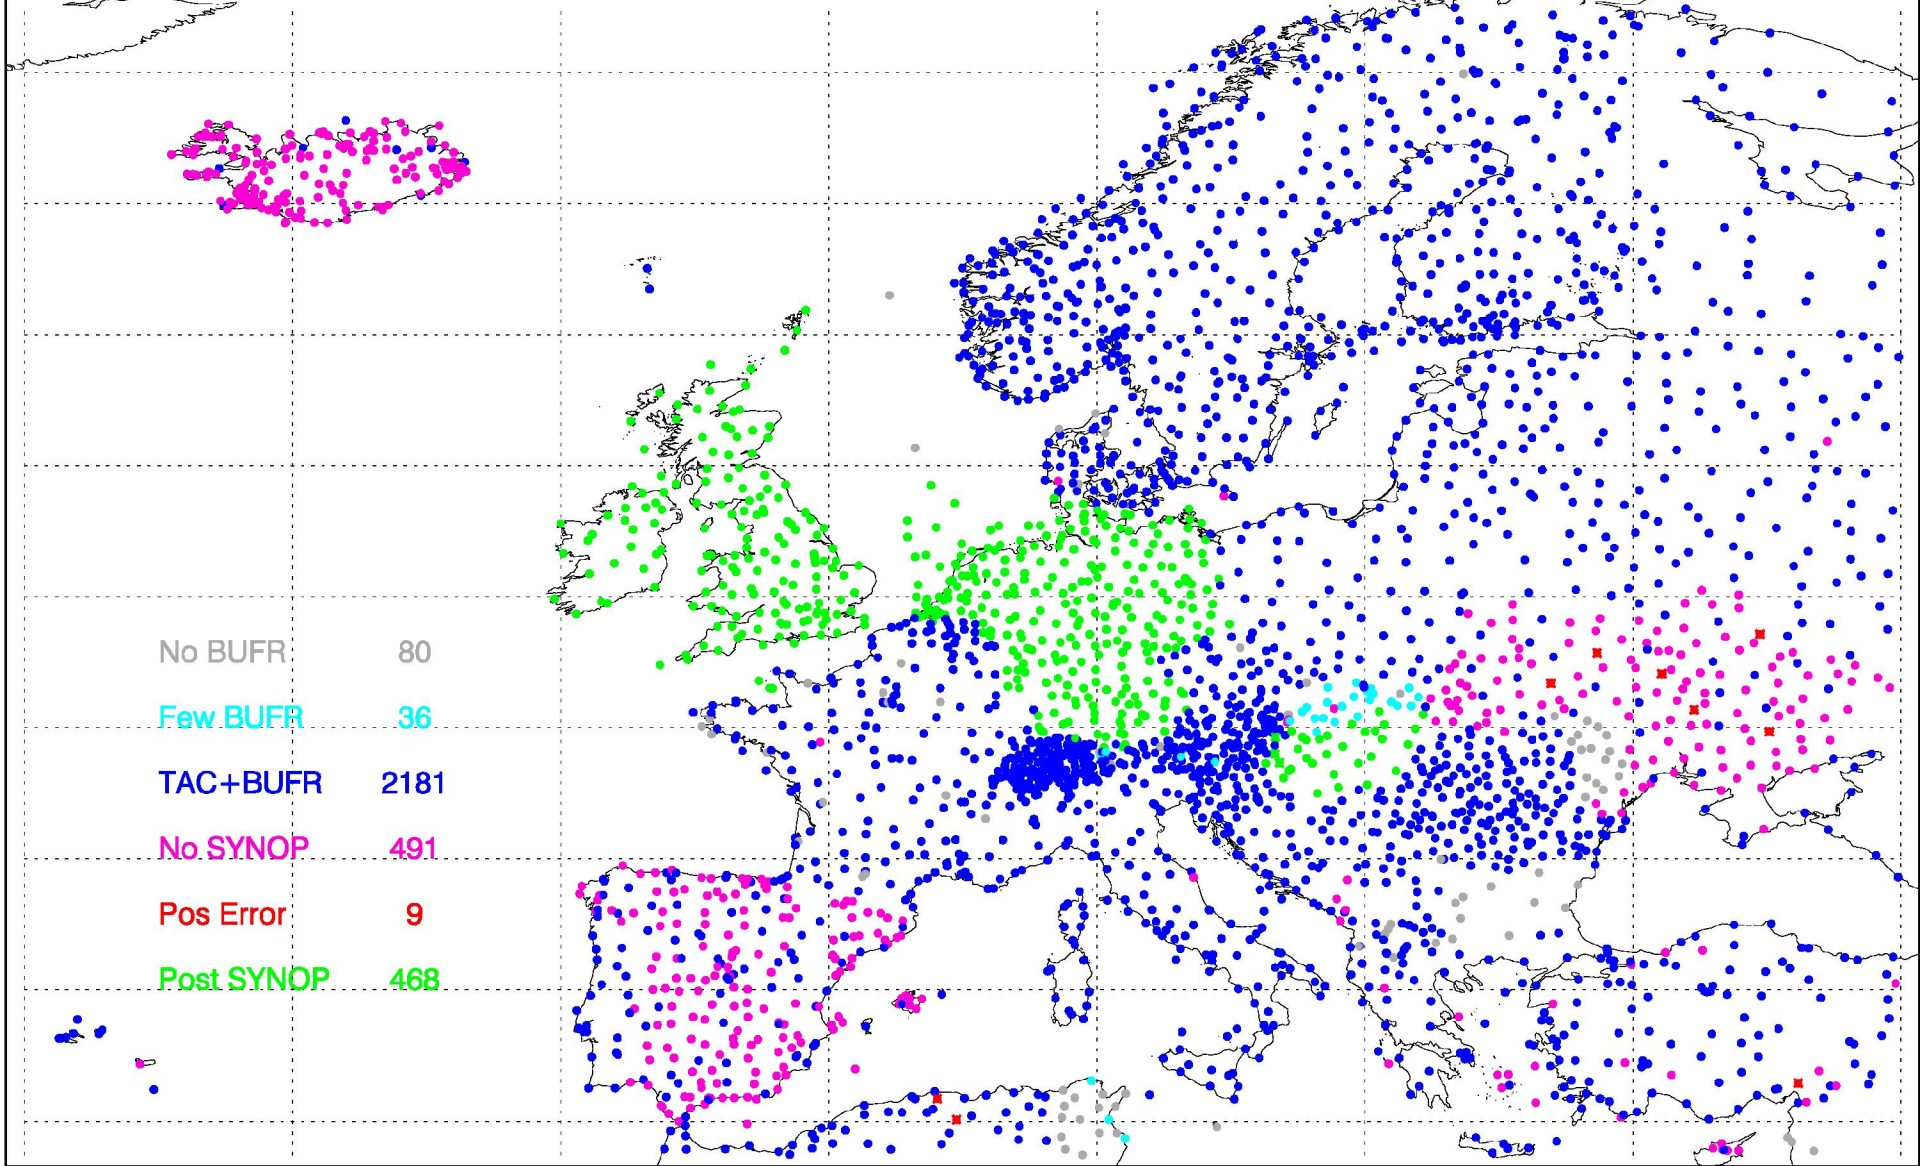 No BUFR 80
Few BUFR 36
TAC+BUFR 2181
No SYNOP 491
Pos Error 9
Post SYNOP 468